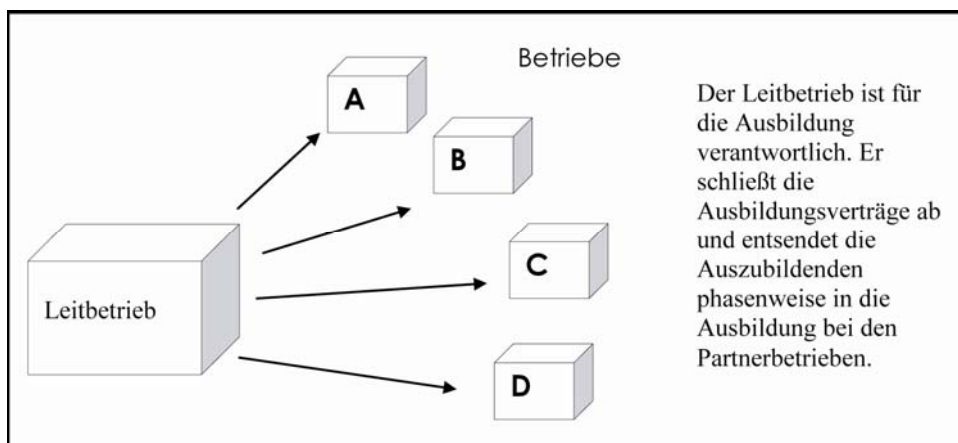 Betriebe
A
B
C
D
Leitbetrieb
Der Leitbetrieb ist für
die Ausbildung
verantwortlich. Er
schließt die
Ausbildungsverträge ab
und entsendet die
Auszubildenden
phasenweise in die
Ausbildung bei den
Partnerbetrieben.